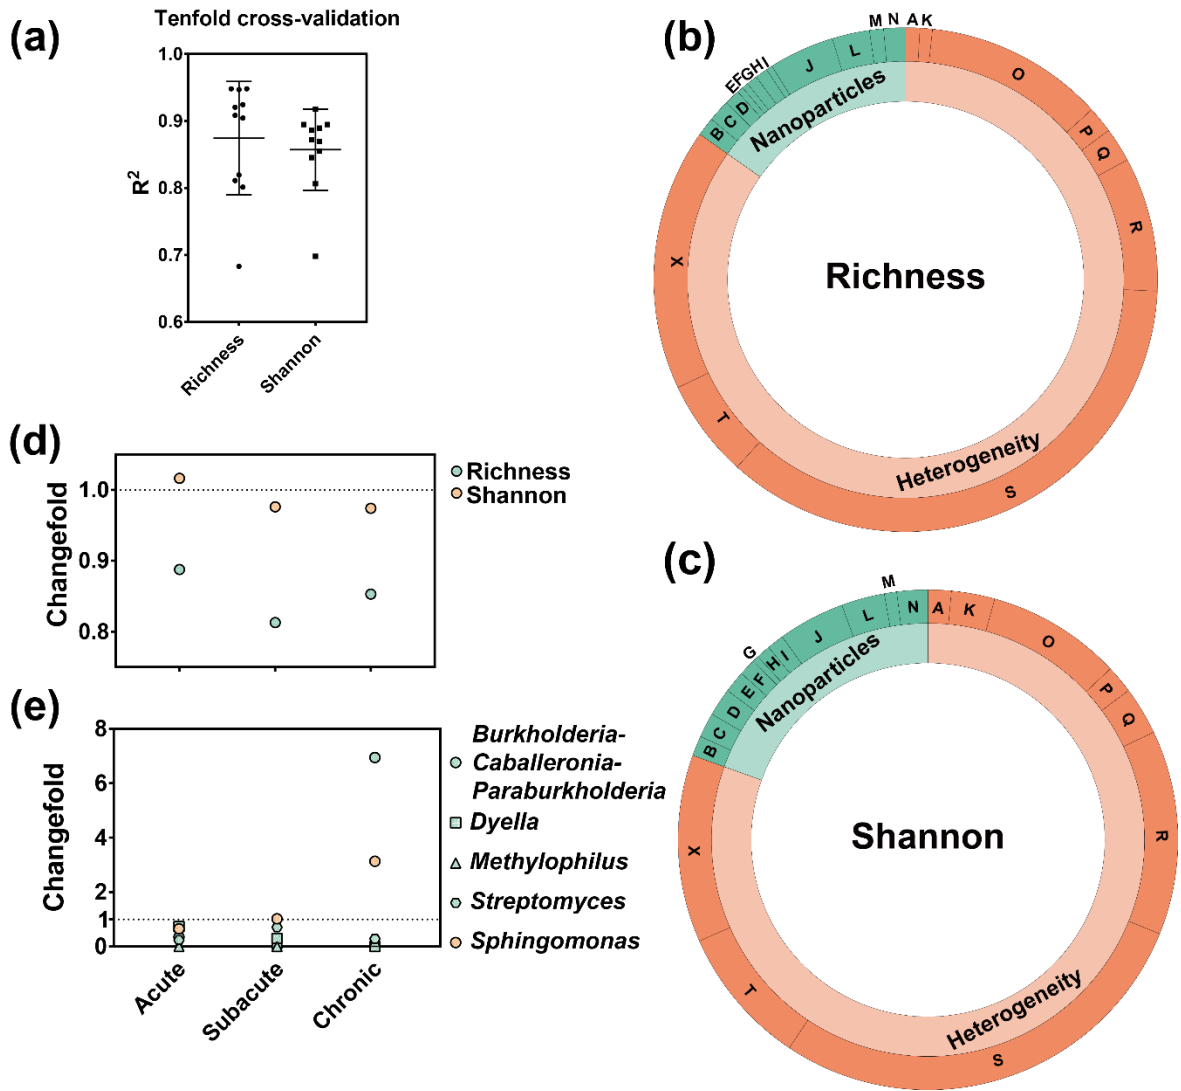 (a)
Tenfold cross-validation
R2
1.0
0.9
0.8
0.7
0.6
Richness
Shannon
(b)
Richness
Nanoparticles
Heterogeneity
A
K
O
P
Q
R
S
T
X
B
C
D
E
F
G
H
I
J
L
M
N
(c)
Shannon
Nanoparticles
Heterogeneity
A
K
O
P
Q
R
S
T
X
B
C
D
E
F
G
H
I
J
L
M
N
(d)
Changefold
1.0
0.9
0.8
Richness
Shannon
(e)
Changefold
8
6
4
2
1
0
Acute
Subacute
Chronic
Burkholderia-
Caballeronia-
Paraburkholderia
Dyella
Methylophilus
Streptomyces
Sphingomonas